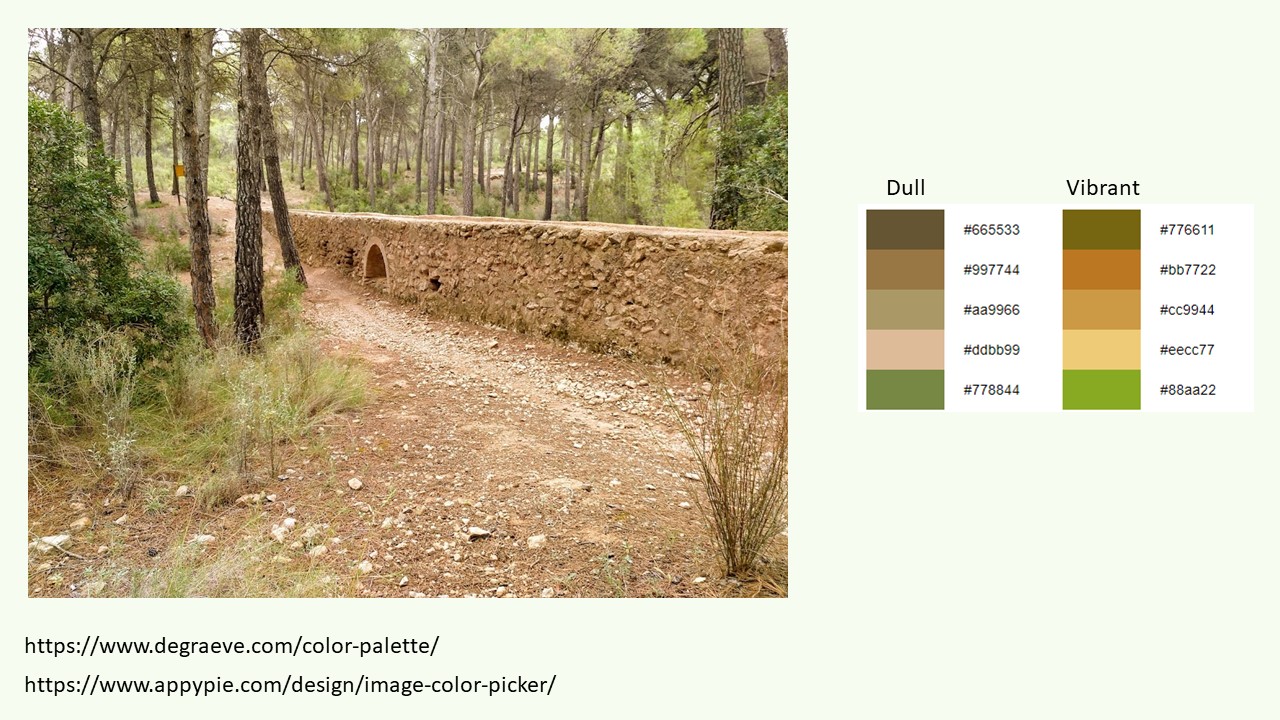 Dull Vibrant
#665533 #776611
#997744 #bb7722
#aa9966 #cc9944
#ddbb99 #eecc77
#778844 #88aa22
https://www.degraeve.com/color-palette/
https://www.appypie.com/design/image-color-picker/